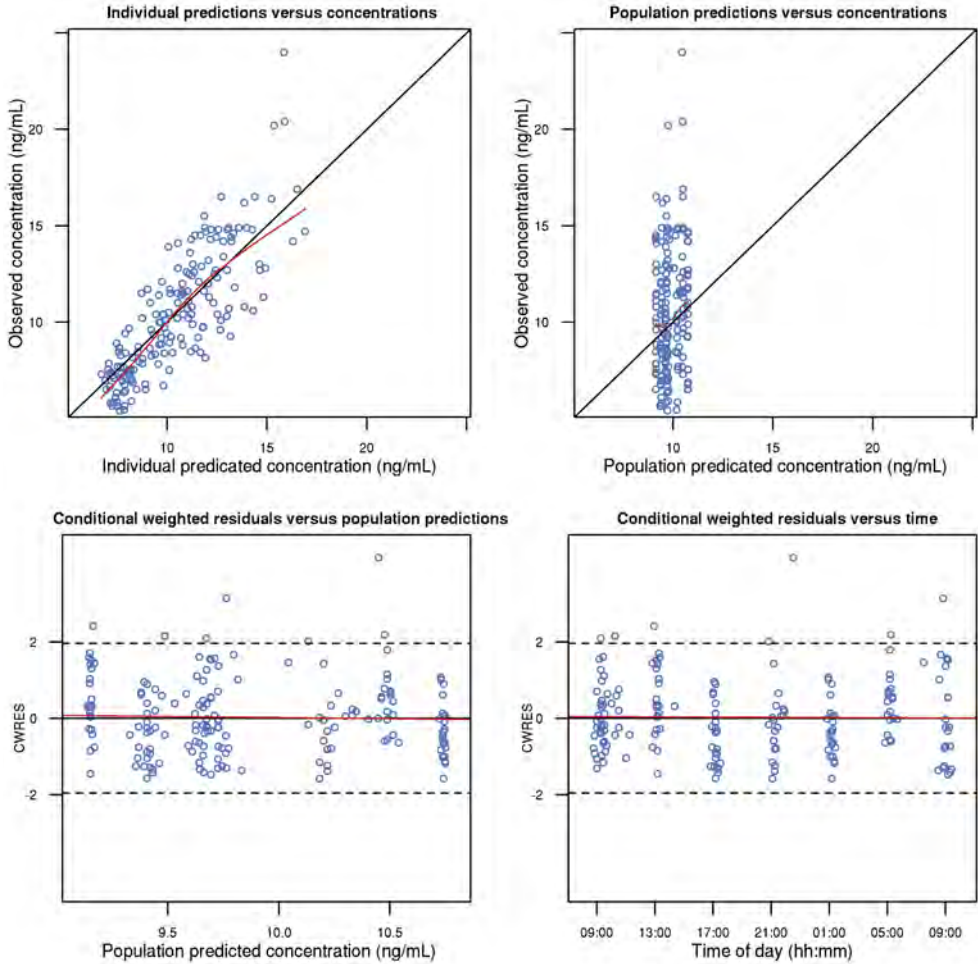 Individual predictions versus concentrations
Observed concentration (ng/mL)
20
15
10
10
15
20
Individual predicated concentration (ng/mL)
Population predictions versus concentrations
Observed concentration (ng/mL)
20
15
10
10
15
20
Population predicated concentration (ng/mL)
Conditional weighted residuals versus population predictions
CWRES
2
0
-2
9.5
10.0
10.5
Population predicted concentration (ng/mL)
Conditional weighted residuals versus time
CWRES
2
0
-2
09:00 13:00 17:00 21:00 01:00 05:00 09:00
Time of day (hh:mm)